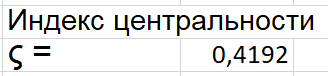 Индекс центральности
ς = 0,4192